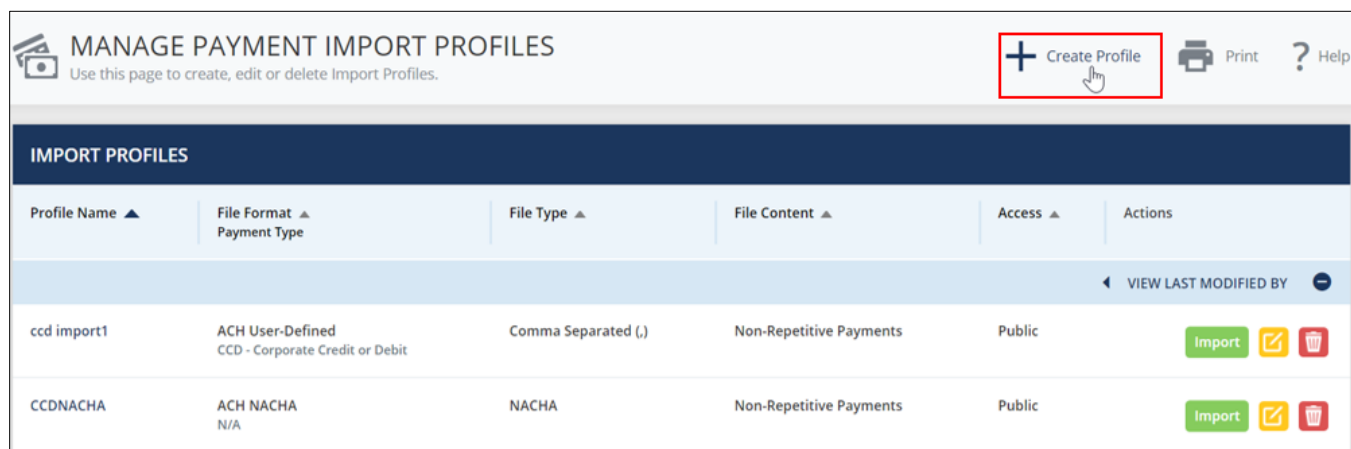 MANAGE PAYMENT IMPORT PROFILES
Use this page to create, edit or delete Import Profiles.
Create Profile
Print
? Help
IMPORT PROFILES
Profile Name File Format File Type File Content Access Actions
Payment Type
VIEW LAST MODIFIED BY
ccd import1 ACH User-Defined Comma Separated (,) Non-Repetitive Payments Public Import
CCD - Corporate Credit or Debit
CCDNACHA ACH NACHA NACHA Non-Repetitive Payments Public Import
N/A